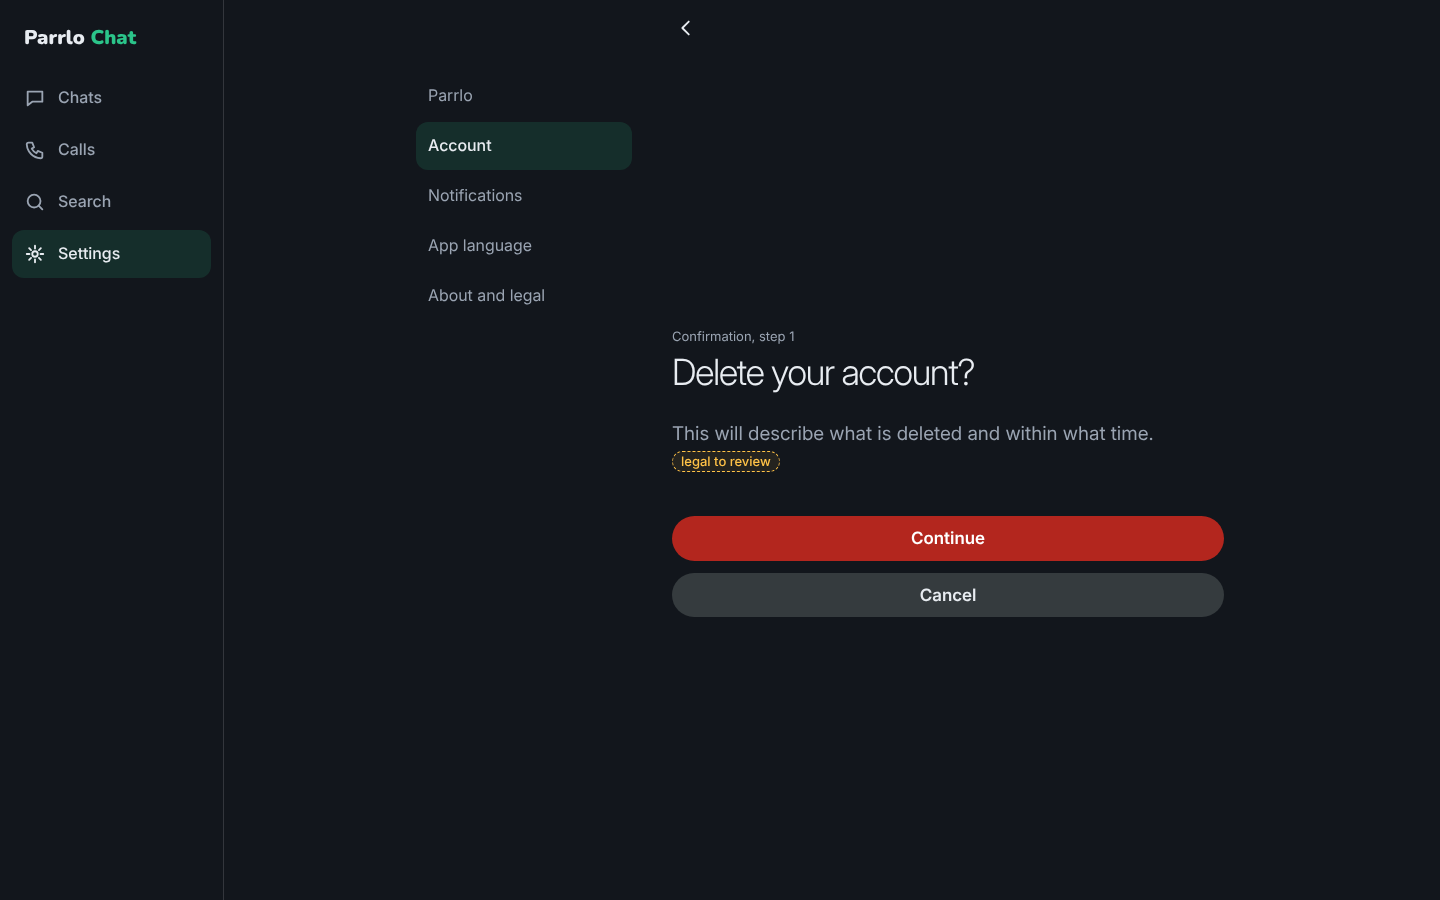 Parrlo Chat
Chats
Calls
Search
Settings
Parrlo
Account
Notifications
App language
About and legal
Confirmation, step 1
Delete your account?
This will describe what is deleted and within what time.
legal to review
Continue
Cancel